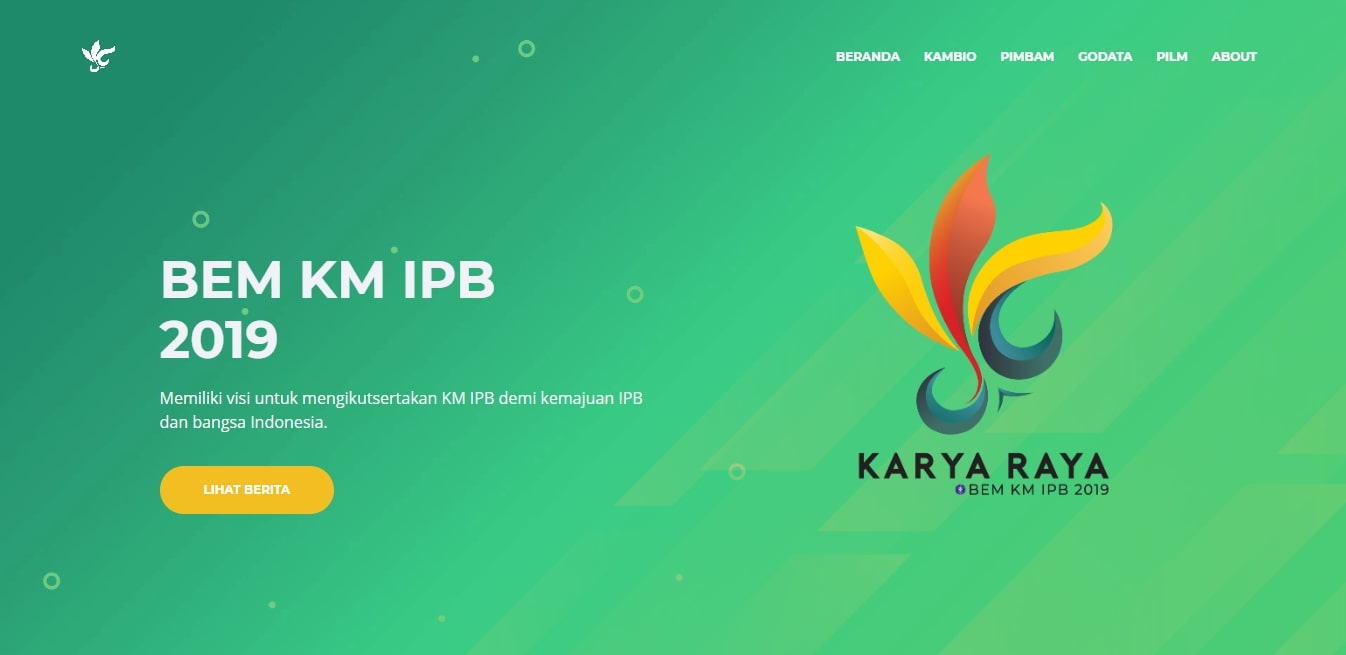 BERANDA KAMBIO PIMBAM GODATA PILM ABOUT
BEM KM IPB
2019
Memiliki visi untuk mengikutsertakan KM IPB demi kemajuan IPB
dan bangsa Indonesia.
LIHAT BERITA
KARYA RAYA
BEM KM IPB 2019